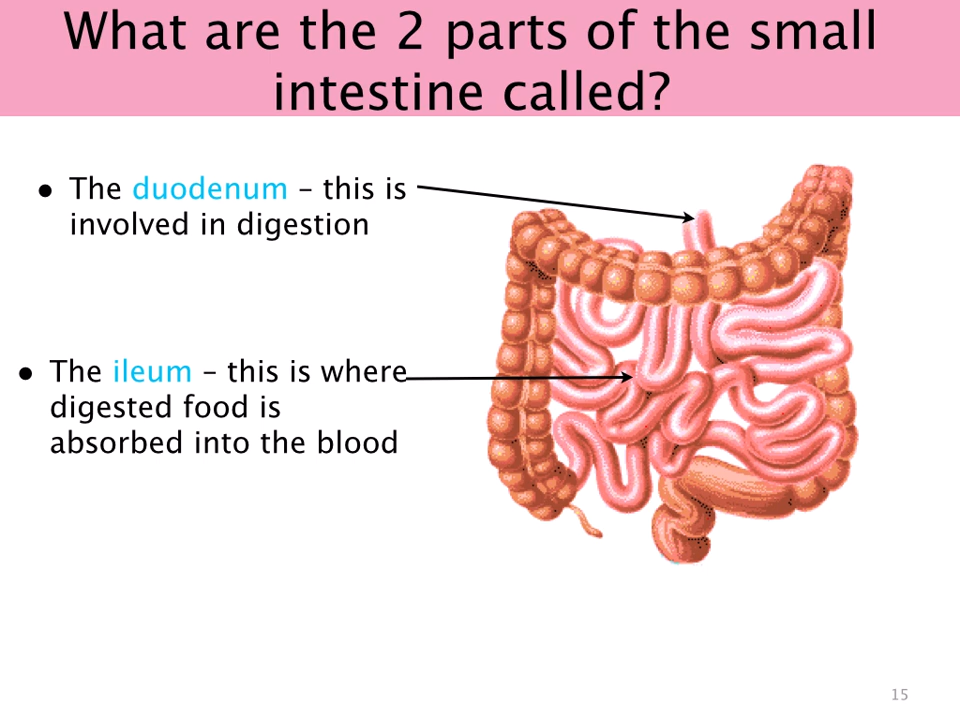 What are the 2 parts of the small
intestine called?
• The duodenum – this is
involved in digestion
• The ileum – this is where
digested food is
absorbed into the blood
15